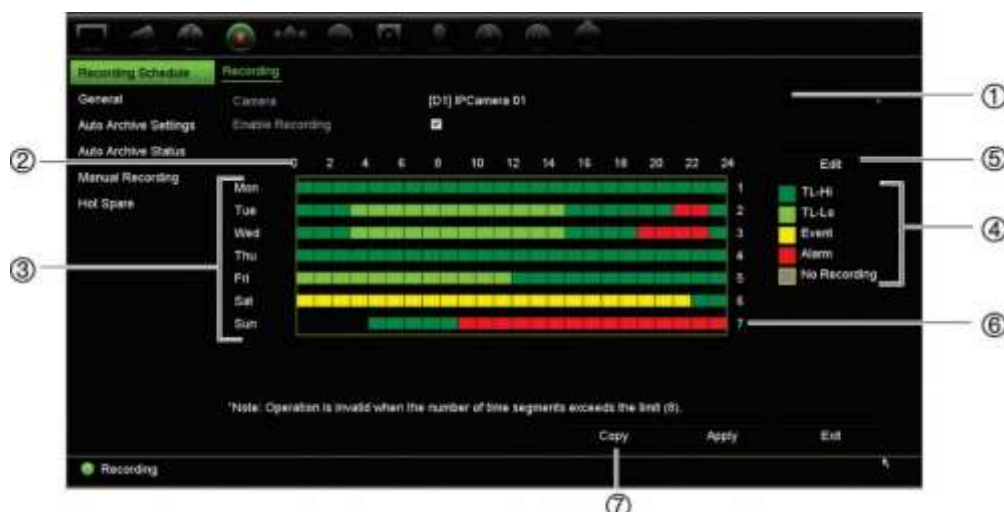 Recording Schedule
Recording
General
Camera
[D1] IPCamera 01
①
Auto Archive Settings
Enable Recording
Auto Archive Status
② 0 2 4 6 8 10 12 14 16 18 20 22 24
Edit ⑤
Manual Recording
Hot Spare
③
Mon 1
Tue 2
Wed 3
Thu 4
Fri 5
Sat 6
Sun 7
TL-Hi
TL-Lo
Event
Alarm
No Recording
④
⑥
*Note: Operation is invalid when the number of time segments exceeds the limit (8).
Copy Apply Exit
Recording
⑦